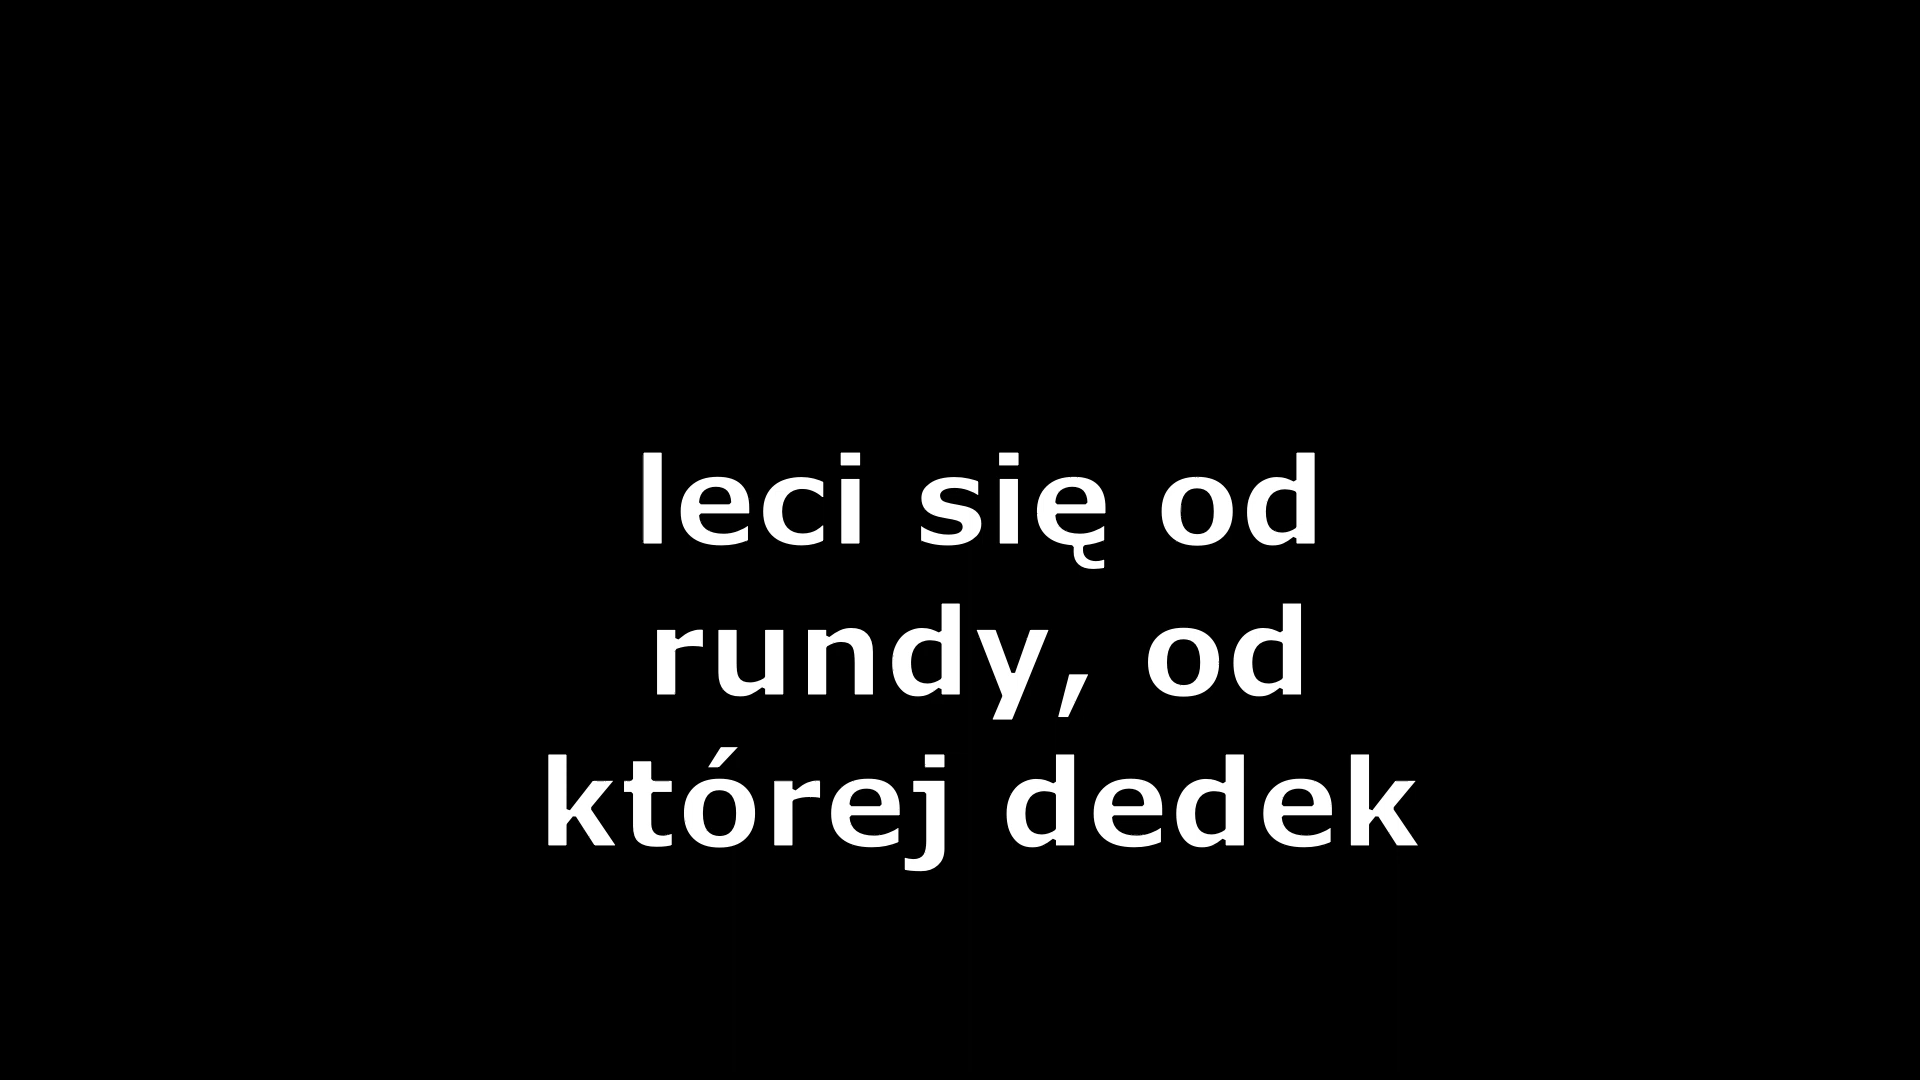 leci się od
rundy, od
której dedek